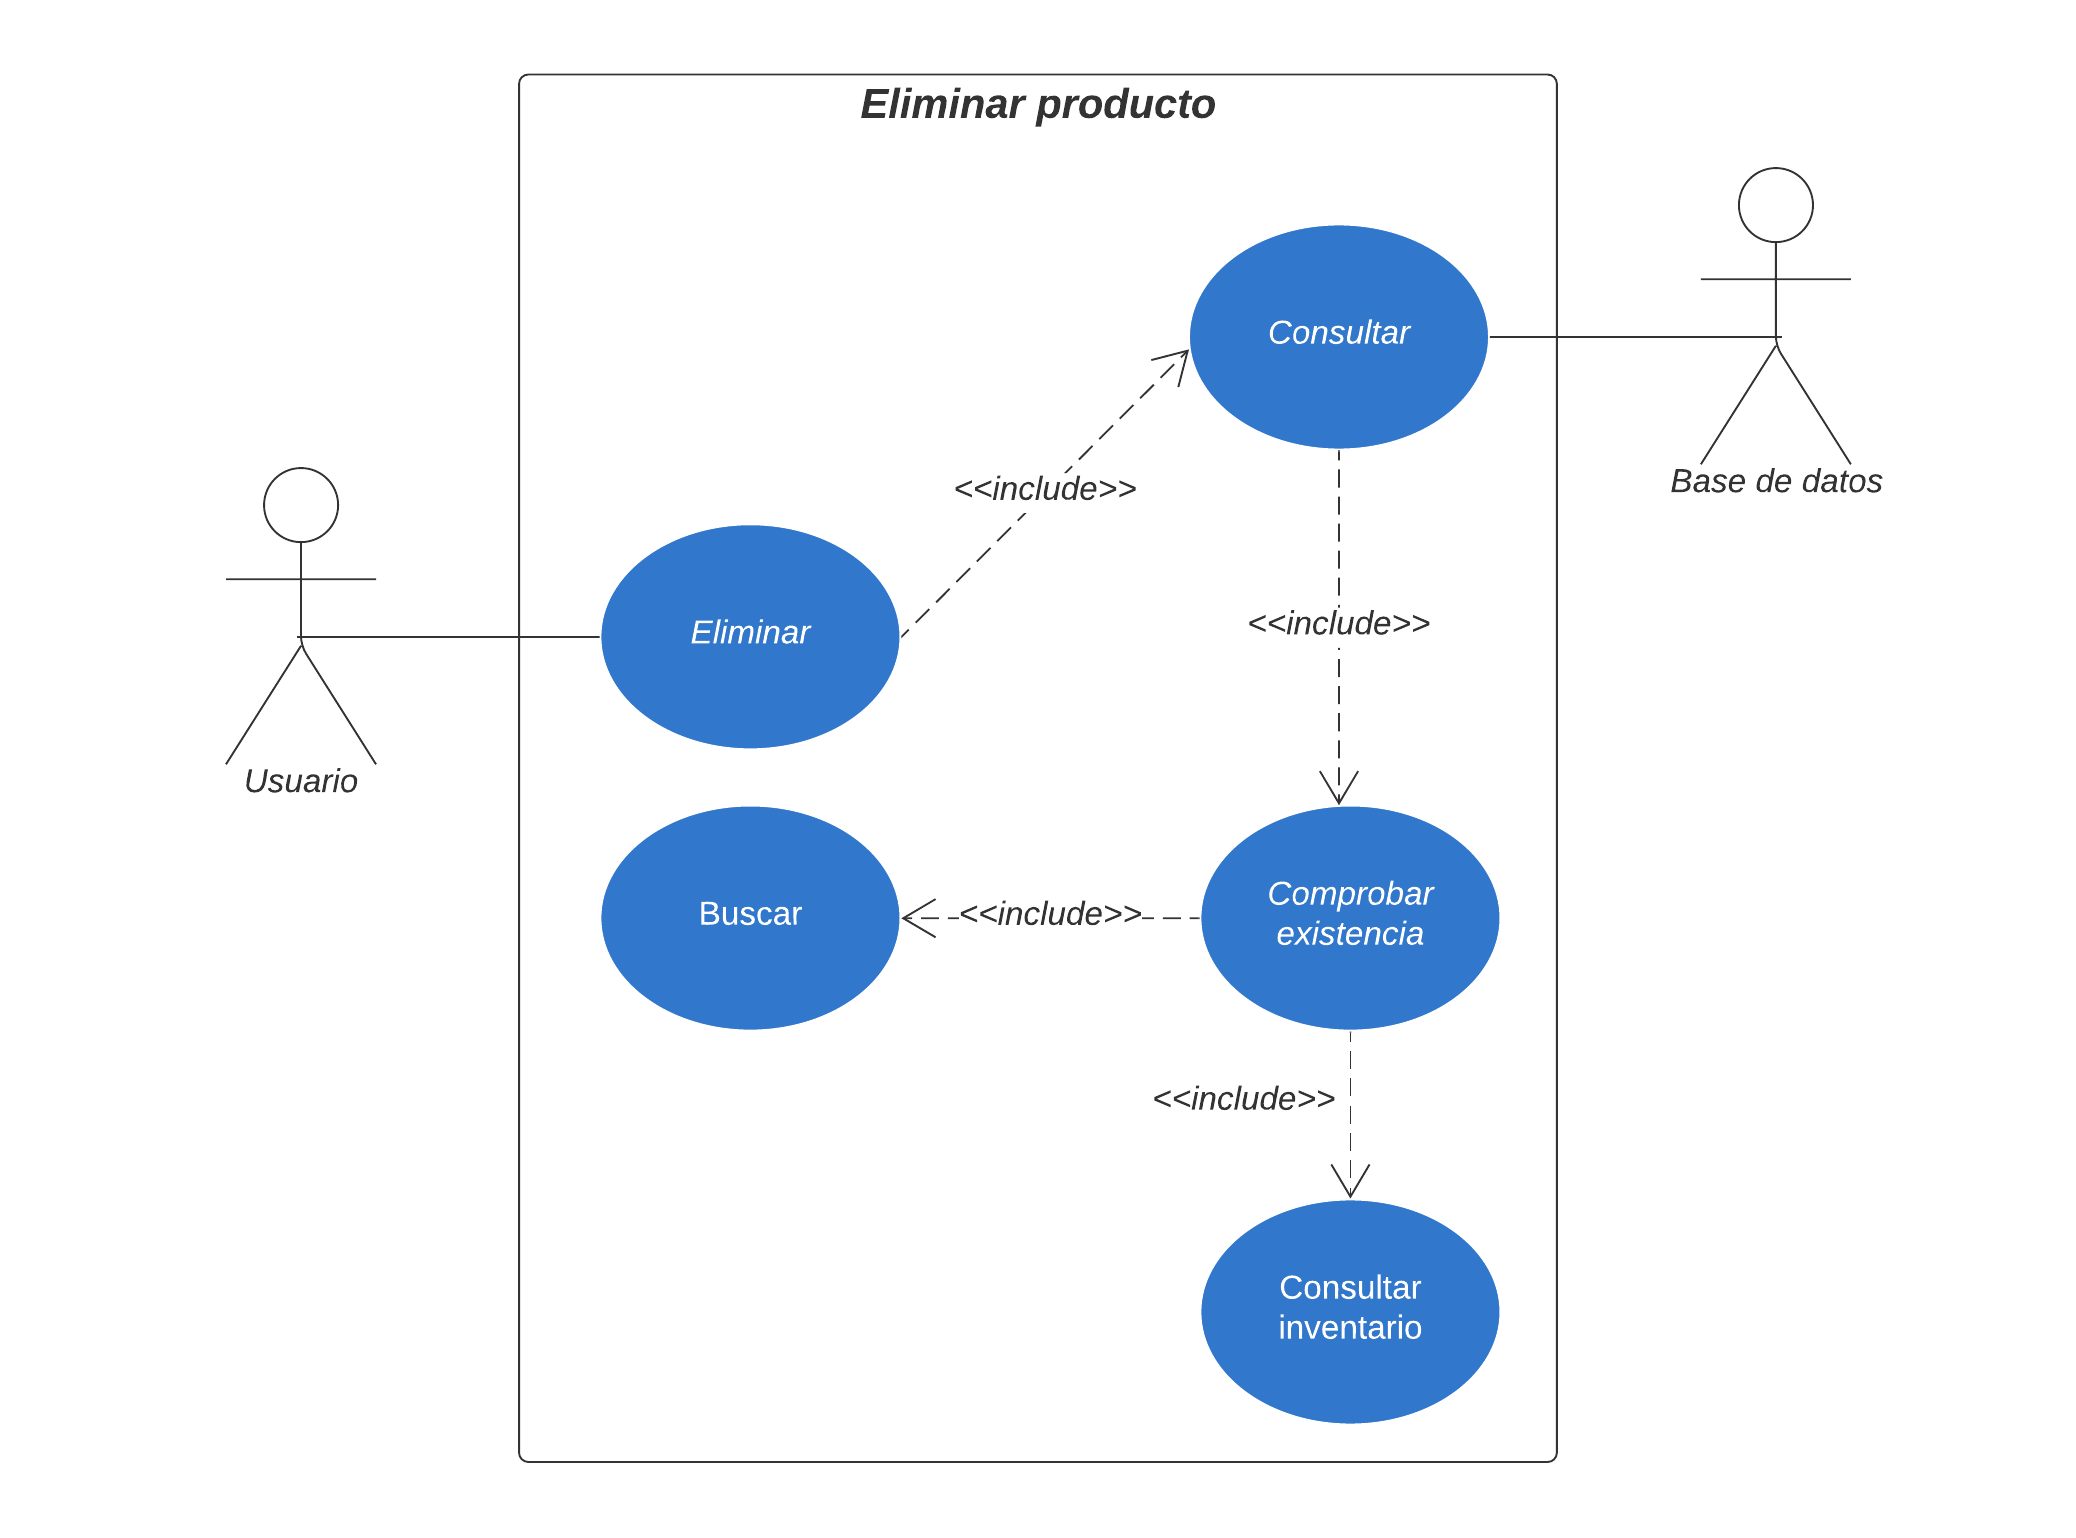 Eliminar producto
Consultar
Base de datos
<<include>>
<<include>>
Eliminar
Usuario
Buscar
<<include>>
Comprobar
existencia
<<include>>
Consultar
inventario